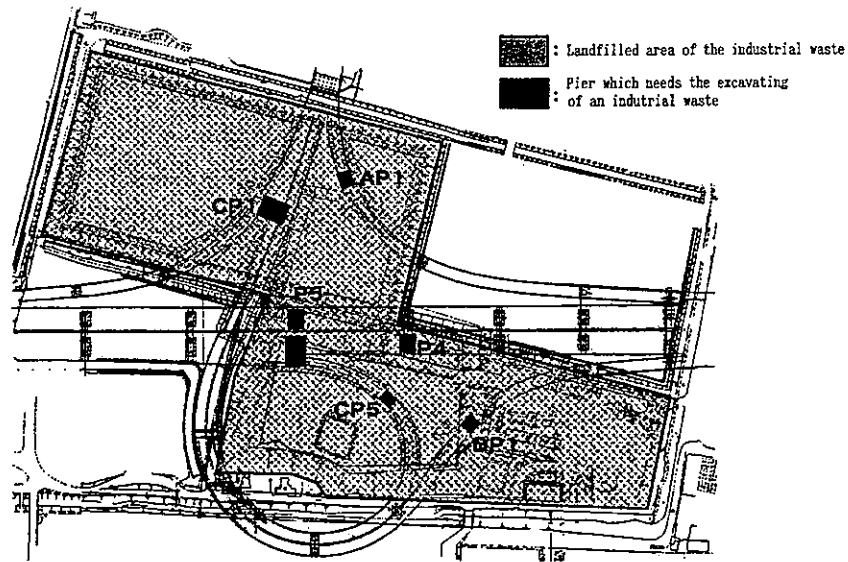 : Landfilled area of the industrial waste
Pier which needs the excavating
: of an indutrial waste
AP1
CP1
P5
P4
CP5
BP1